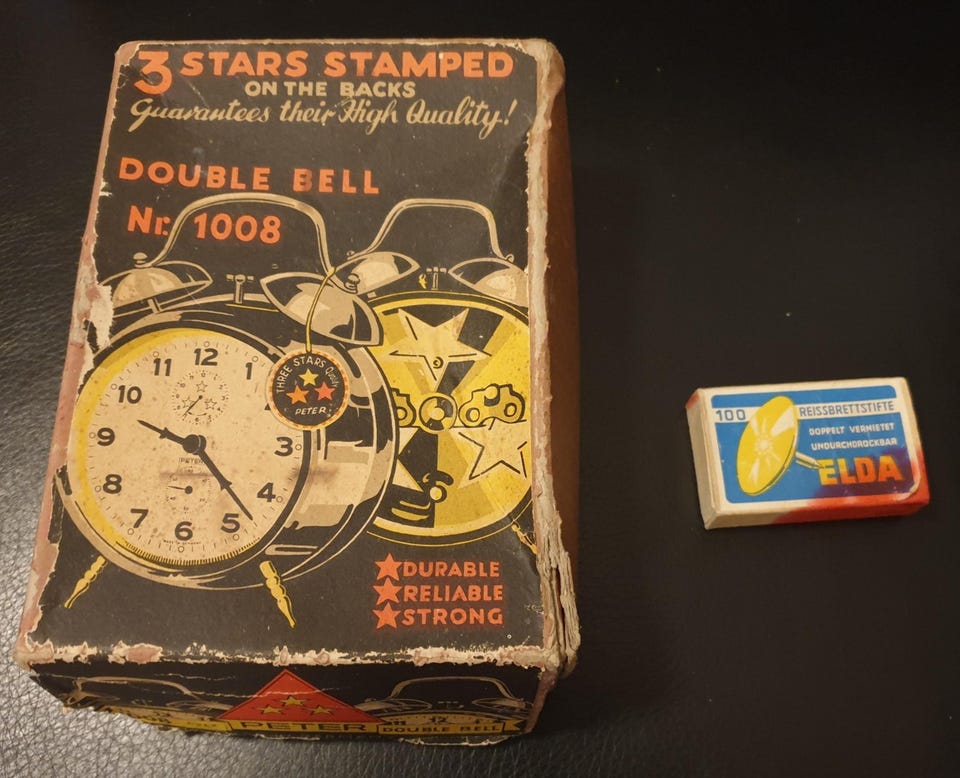 3 STARS STAMPED
ON THE BACKS
Guarantees their High Quality!
DOUBLE BELL
Nr. 1008
THREE STARS Quality
PETER
12
11
1
10
9
3
8
4
7
5
6
PETER
DURABLE
RELIABLE
STRONG
PETER
DOUBLE BELL
100 REISSBRETTSTIFTE
DOPPELT VERNIETET
UNDURCHDRÜCKBAR
ELDA